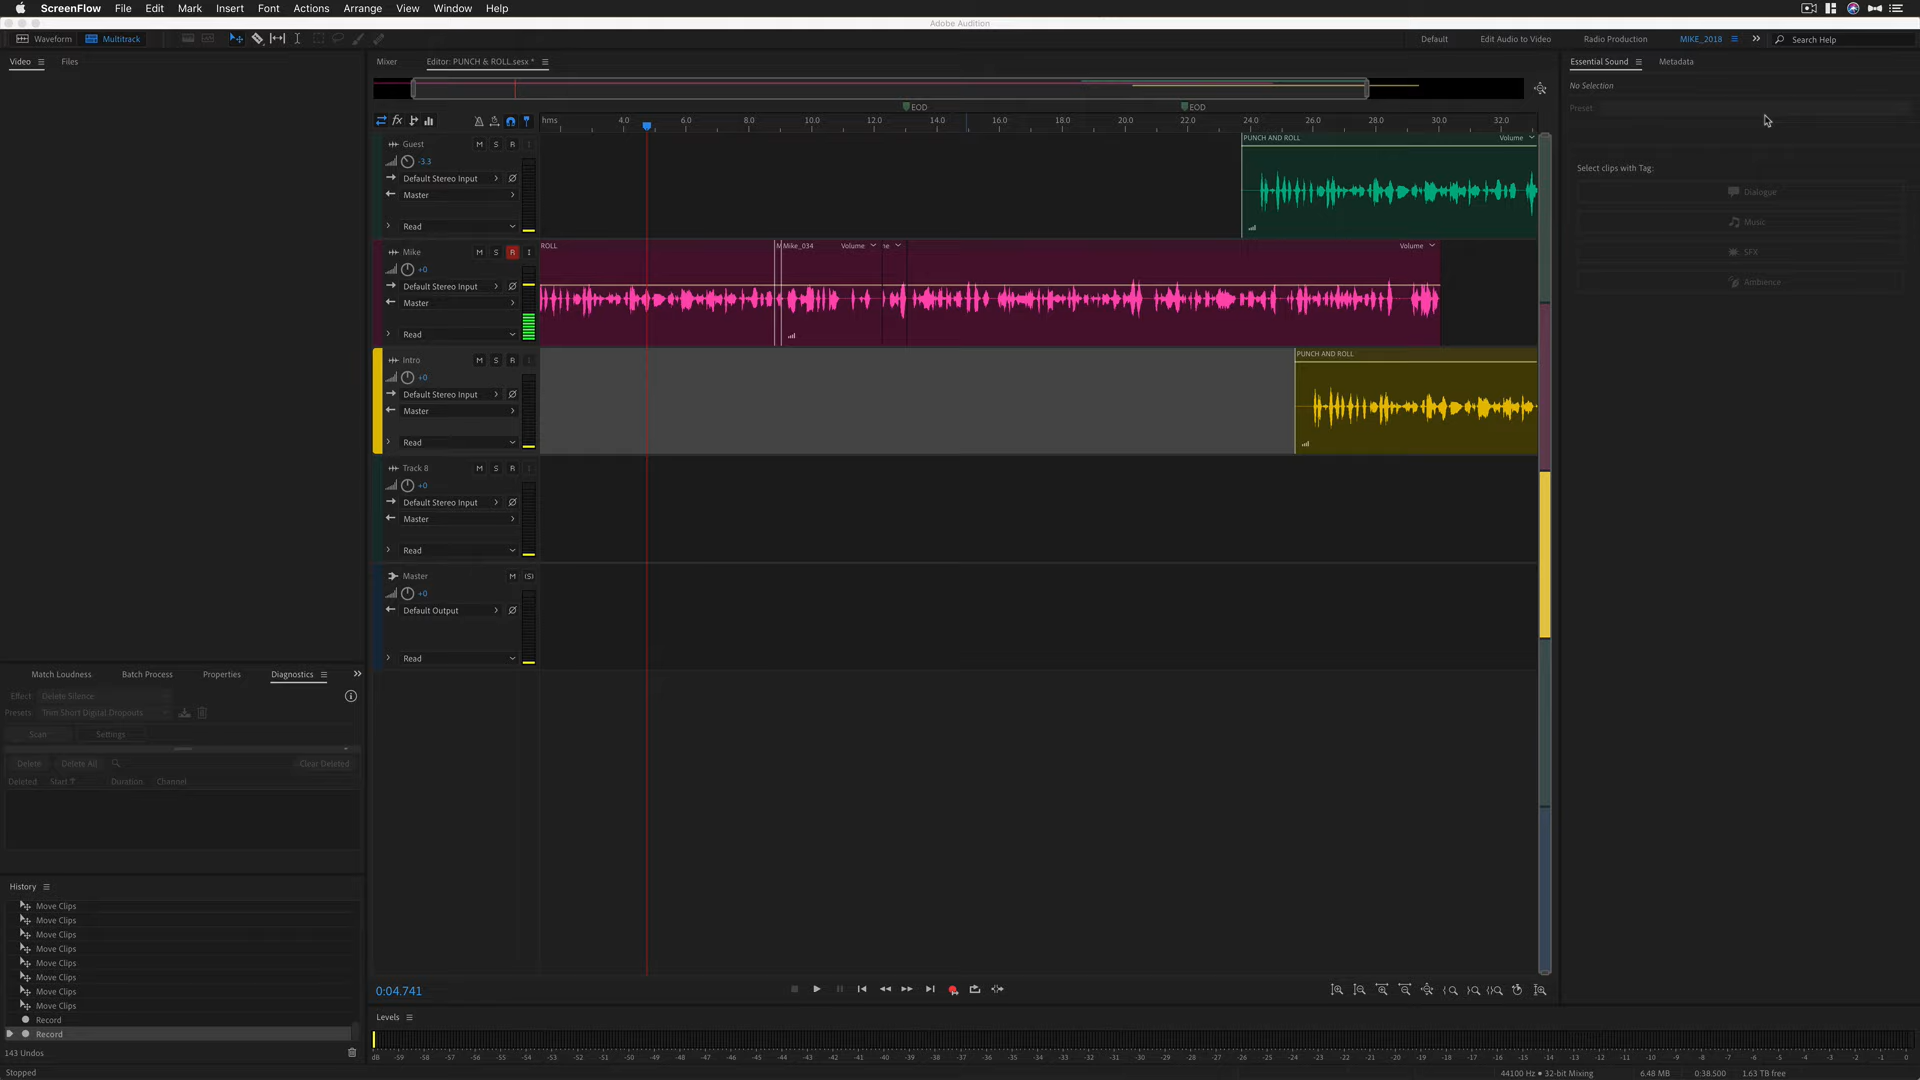 ScreenFlow File Edit Mark Insert Font Actions Arrange View Window Help
Adobe Audition
Waveform Multitrack Default Edit Audio to Video Radio Production MIKE_2018 Search Help
Video Files Mixer Editor: PUNCH & ROLL.sesx * Essential Sound Metadata
No Selection
Preset:
EOD EOD
hms 4.0 6.0 8.0 10.0 12.0 14.0 16.0 18.0 20.0 22.0 24.0 26.0 28.0 30.0 32.0
Guest M S R I PUNCH AND ROLL Volume
-3.3
Select clips with Tag:
Default Stereo Input
Dialogue
Master
Music
Read
Mike M S R I ROLL M Mike_034 Volume ne Volume
SFX
+0
Default Stereo Input
Ambience
Master
Read
Intro M S R I PUNCH AND ROLL
+0
Default Stereo Input
Master
Read
Track 8 M S R I
+0
Default Stereo Input
Master
Read
Master M (S)
+0
Default Output
Read
Match Loudness Batch Process Properties Diagnostics
Effect: Delete Silence
Presets: Trim Short Digital Dropouts
Scan Settings
Delete Delete All Clear Deleted
Deleted Start Duration Channel
History
Move Clips
Move Clips
Move Clips
Move Clips
Move Clips
Move Clips
Move Clips
Move Clips
Record
Record
143 Undos
Stopped
0:04.741
Levels
dB -59 -58 -57 -56 -55 -54 -53 -52 -51 -50 -49 -48 -47 -46 -45 -44 -43 -42 -41 -40 -39 -38 -37 -36 -35 -34 -33 -32 -31 -30 -29 -28 -27 -26 -25 -24 -23 -22 -21 -20 -19 -18 -17 -16 -15 -14 -13 -12 -11 -10 -9 -8 -7 -6 -5 -4 -3 -2 -1 0
44100 Hz • 32-bit Mixing 6.48 MB 0:38.500 1.63 TB free